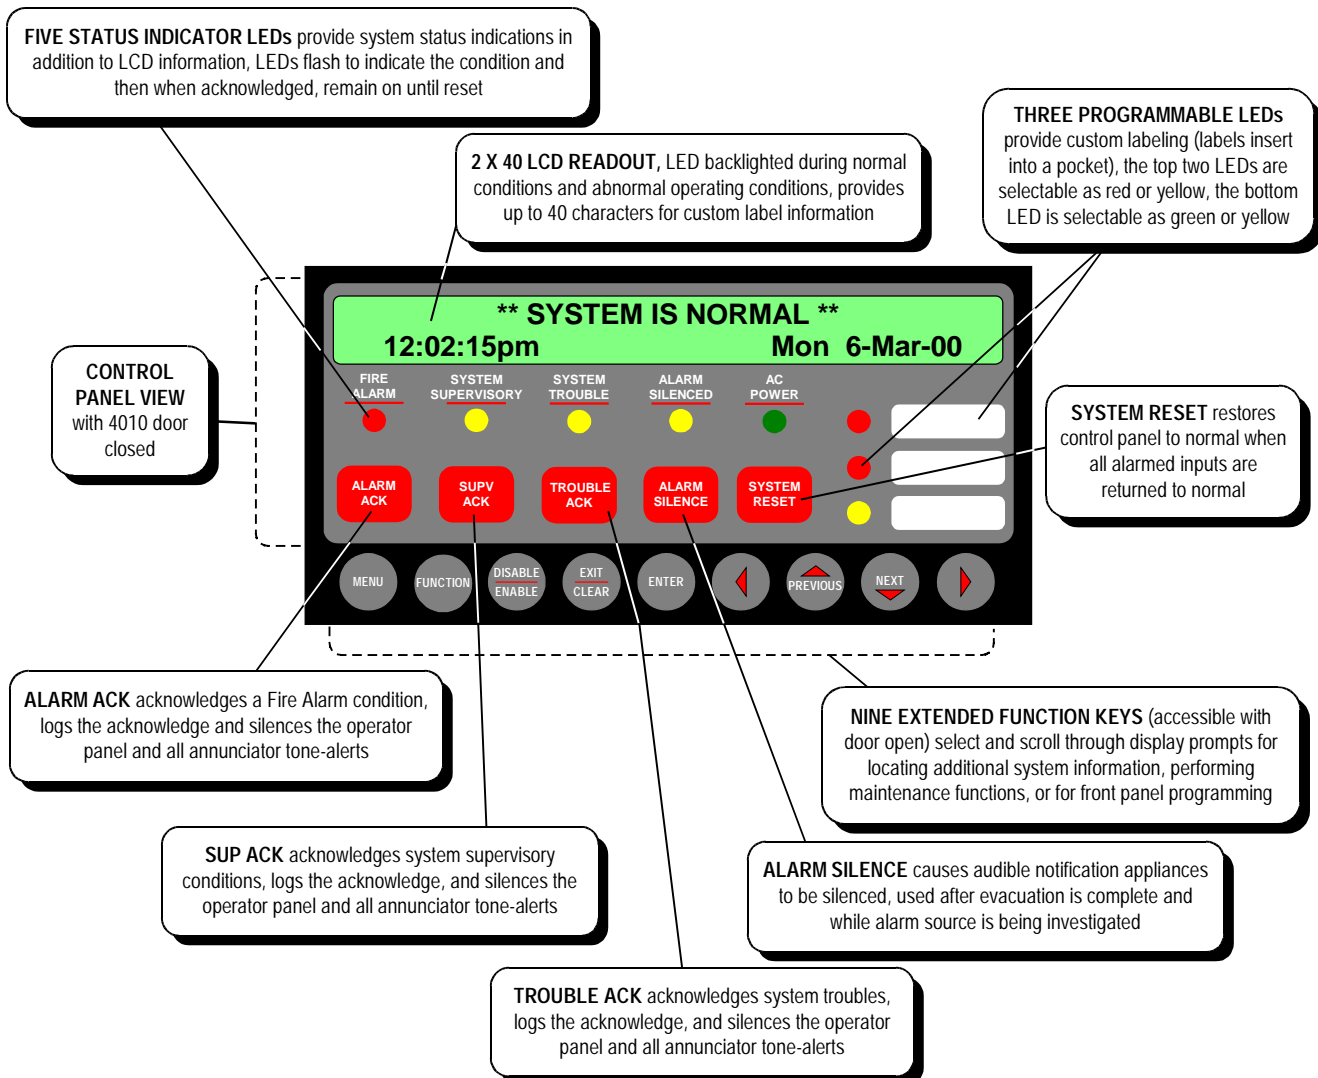 FIVE STATUS INDICATOR LEDs provide system status indications in
addition to LCD information, LEDs flash to indicate the condition and
then when acknowledged, remain on until reset
THREE PROGRAMMABLE LEDs
provide custom labeling (labels insert
into a pocket), the top two LEDs are
selectable as red or yellow, the bottom
LED is selectable as green or yellow
2 X 40 LCD READOUT, LED backlighted during normal
conditions and abnormal operating conditions, provides
up to 40 characters for custom label information
CONTROL
PANEL VIEW
with 4010 door
closed
** SYSTEM IS NORMAL **
12:02:15pm Mon 6-Mar-00
FIRE
ALARM
SYSTEM
SUPERVISORY
SYSTEM
TROUBLE
ALARM
SILENCED
AC
POWER
ALARM
ACK
SUPV
ACK
TROUBLE
ACK
ALARM
SILENCE
SYSTEM
RESET
SYSTEM RESET restores
control panel to normal when
all alarmed inputs are
returned to normal
MENU
FUNCTION
DISABLE
ENABLE
EXIT
CLEAR
ENTER
PREVIOUS
NEXT
ALARM ACK acknowledges a Fire Alarm condition,
logs the acknowledge and silences the operator
panel and all annunciator tone-alerts
NINE EXTENDED FUNCTION KEYS (accessible with
door open) select and scroll through display prompts for
locating additional system information, performing
maintenance functions, or for front panel programming
SUP ACK acknowledges system supervisory
conditions, logs the acknowledge, and silences the
operator panel and all annunciator tone-alerts
ALARM SILENCE causes audible notification appliances
to be silenced, used after evacuation is complete and
while alarm source is being investigated
TROUBLE ACK acknowledges system troubles,
logs the acknowledge, and silences the operator
panel and all annunciator tone-alerts